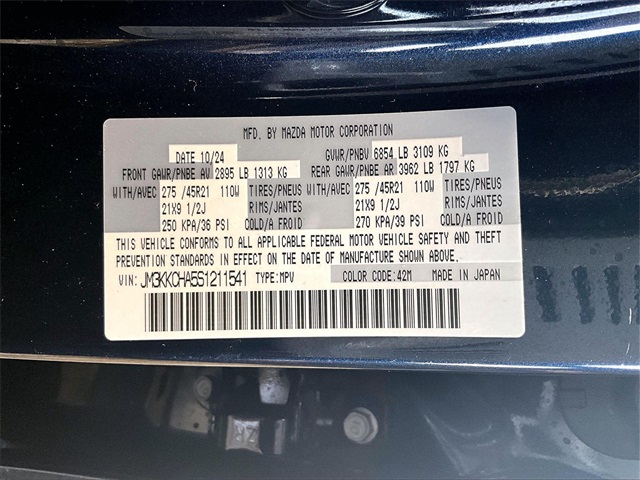 MFD. BY MAZDA MOTOR CORPORATION
DATE 10/24 GVWR/PNBV 6854 LB 3109 KG
FRONT GAWR/PNBE AV 2895 LB 1313 KG REAR GAWR/PNBE AR 3962 LB 1797 KG
WITH/AVEC 275 /45R21 110W TIRES/PNEUS WITH/AVEC 275 /45R21 110W TIRES/PNEUS
21X9 1/2J RIMS/JANTES 21X9 1/2J RIMS/JANTES
250 KPA/36 PSI COLD/A FROID 270 KPA/39 PSI COLD/A FROID
THIS VEHICLE CONFORMS TO ALL APPLICABLE FEDERAL MOTOR VEHICLE SAFETY AND THEFT
PREVENTION STANDARDS IN EFFECT ON THE DATE OF MANUFACTURE SHOWN ABOVE.
VIN: JM3KKCHA5S1211541 TYPE:MPV COLOR CODE:42M MADE IN JAPAN